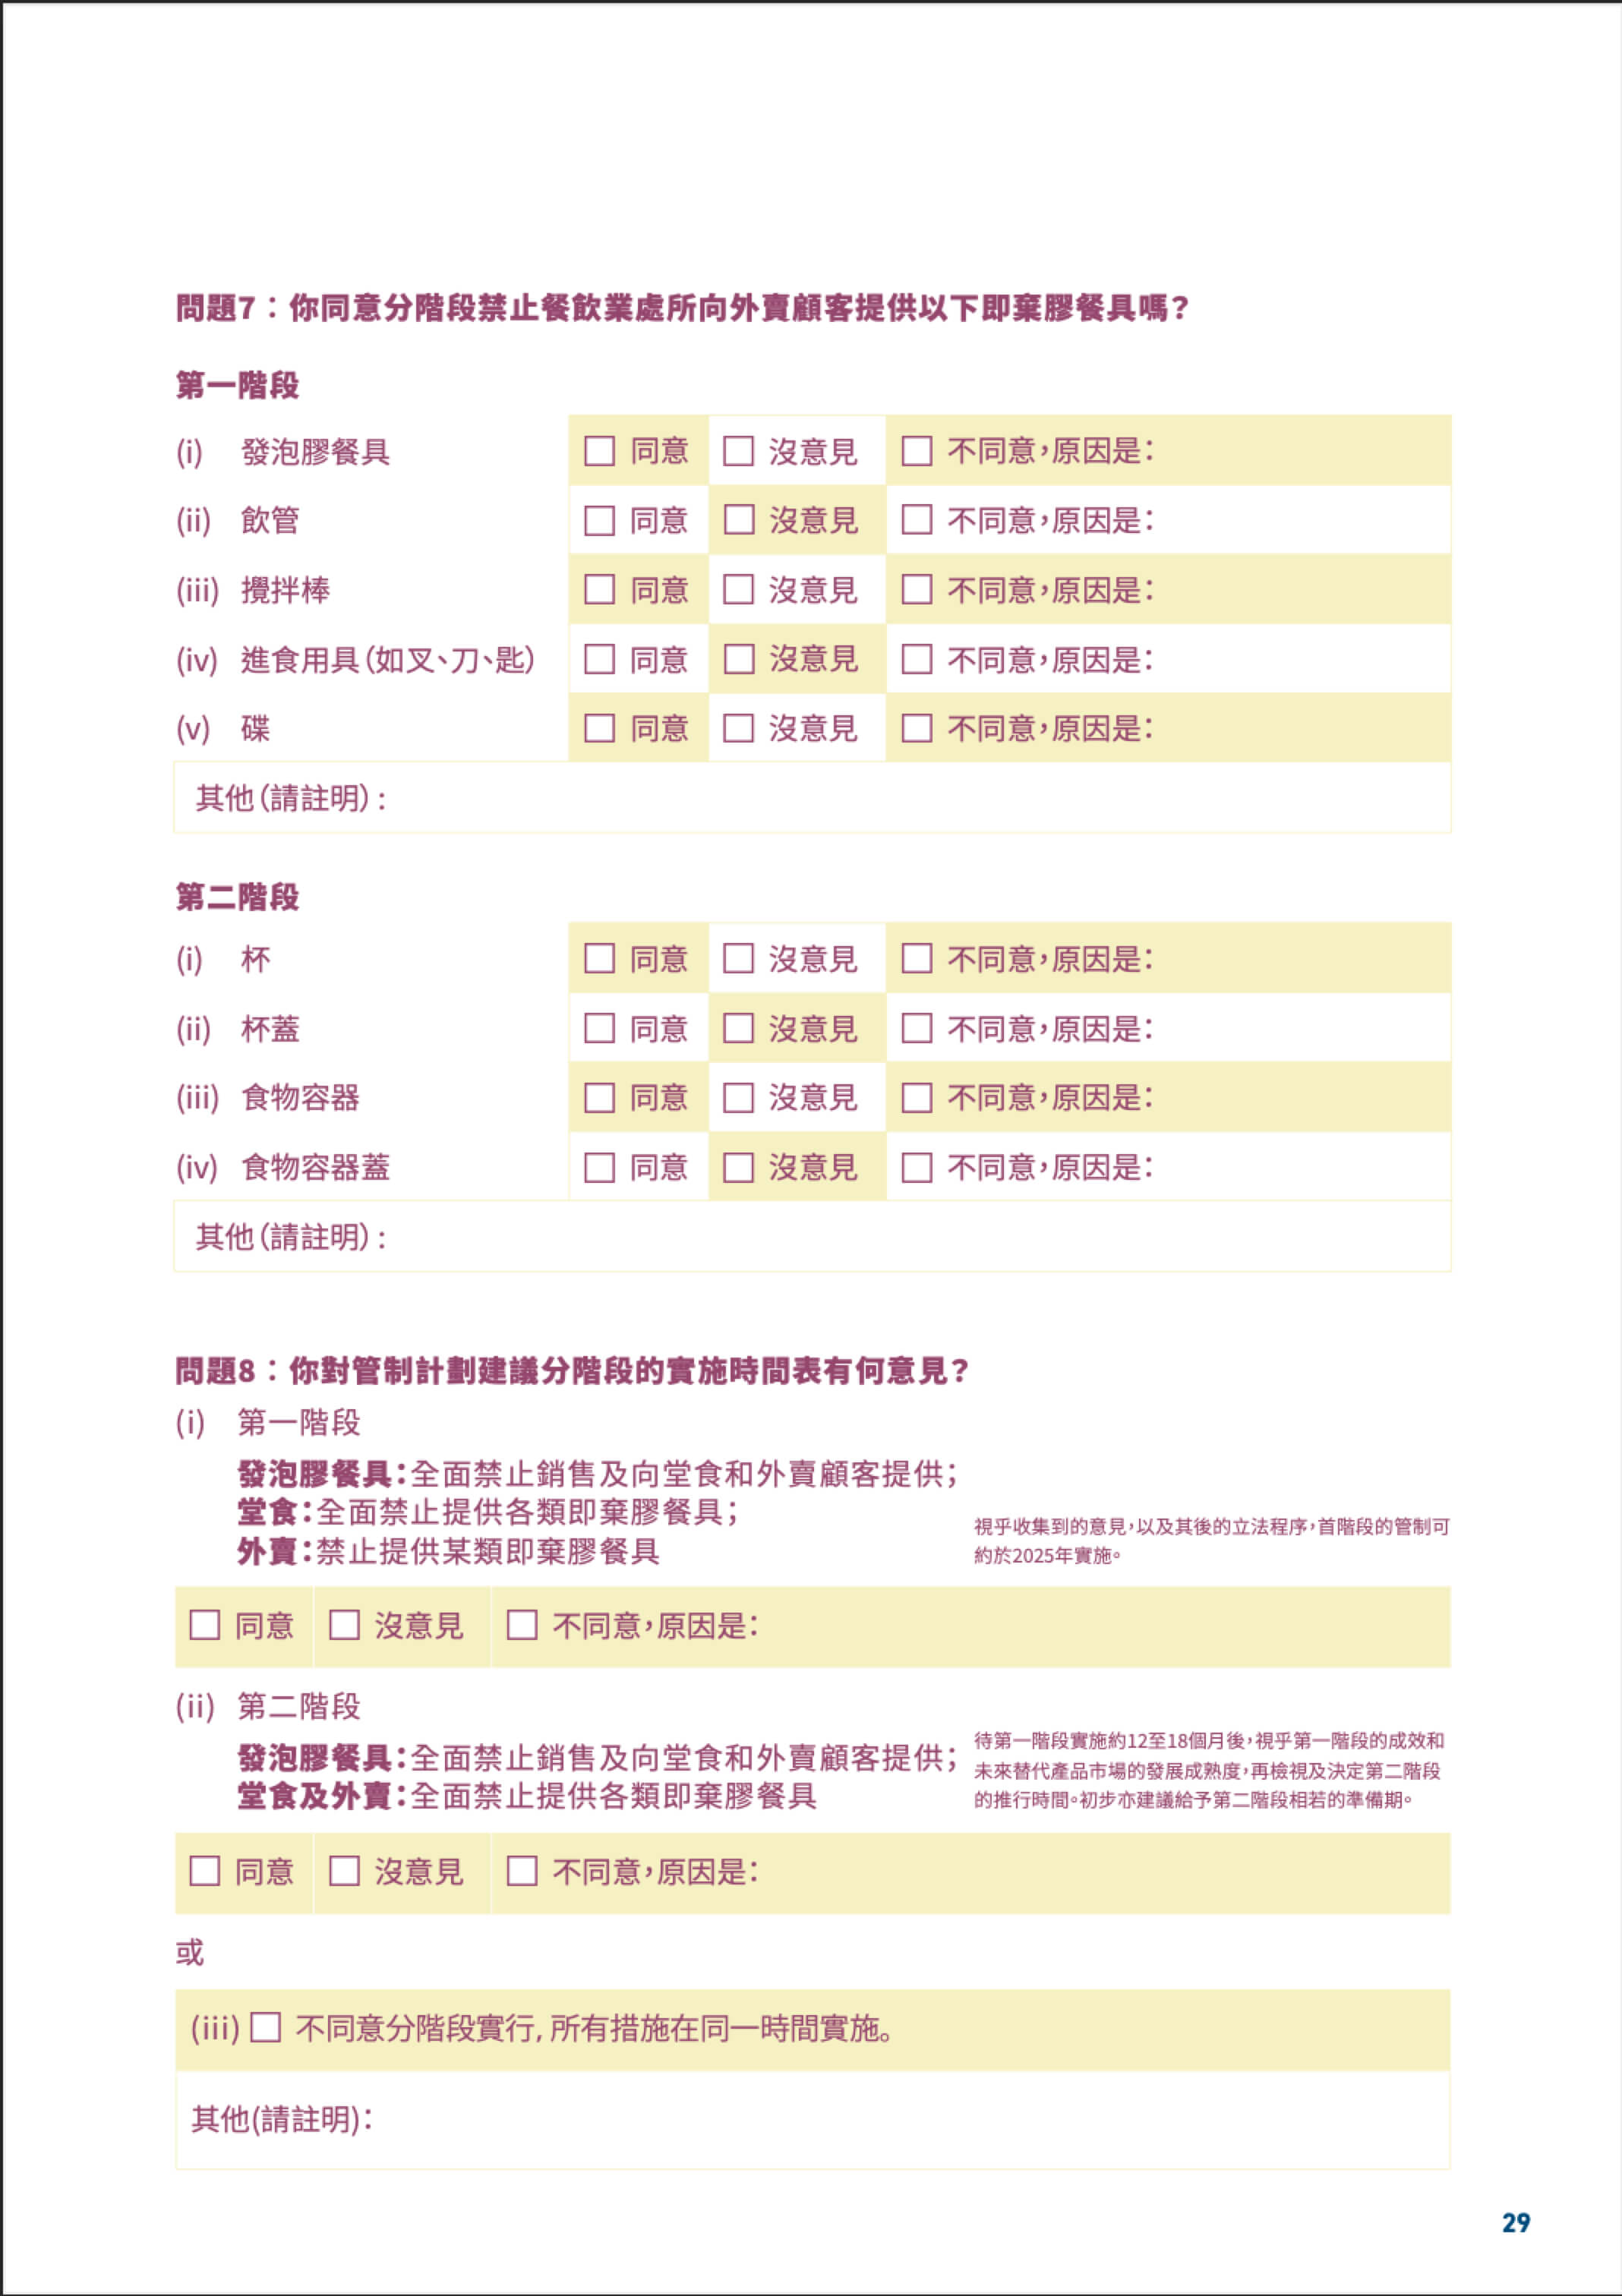 問題7：你同意分階段禁止餐飲業處所向外賣顧客提供以下即棄膠餐具嗎？
第一階段
(i) 發泡膠餐具 □ 同意 □ 沒意見 □ 不同意，原因是：
(ii) 飲管 □ 同意 □ 沒意見 □ 不同意，原因是：
(iii) 攪拌棒 □ 同意 □ 沒意見 □ 不同意，原因是：
(iv) 進食用具（如叉、刀、匙） □ 同意 □ 沒意見 □ 不同意，原因是：
(v) 碟 □ 同意 □ 沒意見 □ 不同意，原因是：
其他（請註明）:
第二階段
(i) 杯 □ 同意 □ 沒意見 □ 不同意，原因是：
(ii) 杯蓋 □ 同意 □ 沒意見 □ 不同意，原因是：
(iii) 食物容器 □ 同意 □ 沒意見 □ 不同意，原因是：
(iv) 食物容器蓋 □ 同意 □ 沒意見 □ 不同意，原因是：
其他（請註明）:
問題8：你對管制計劃建議分階段的實施時間表有何意見？
(i) 第一階段
發泡膠餐具：全面禁止銷售及向堂食和外賣顧客提供；
堂食：全面禁止提供各類即棄膠餐具；
外賣：禁止提供某類即棄膠餐具
視乎收集到的意見，以及其後的立法程序，首階段的管制可
約於2025年實施。
□ 同意 □ 沒意見 □ 不同意，原因是：
(ii) 第二階段
發泡膠餐具：全面禁止銷售及向堂食和外賣顧客提供；
堂食及外賣：全面禁止提供各類即棄膠餐具
待第一階段實施約12至18個月後，視乎第一階段的成效和
未來替代產品市場的發展成熟度，再檢視及決定第二階段
的推行時間。初步亦建議給予第二階段相若的準備期。
□ 同意 □ 沒意見 □ 不同意，原因是：
或
(iii) □ 不同意分階段實行, 所有措施在同一時間實施。
其他(請註明)：
29